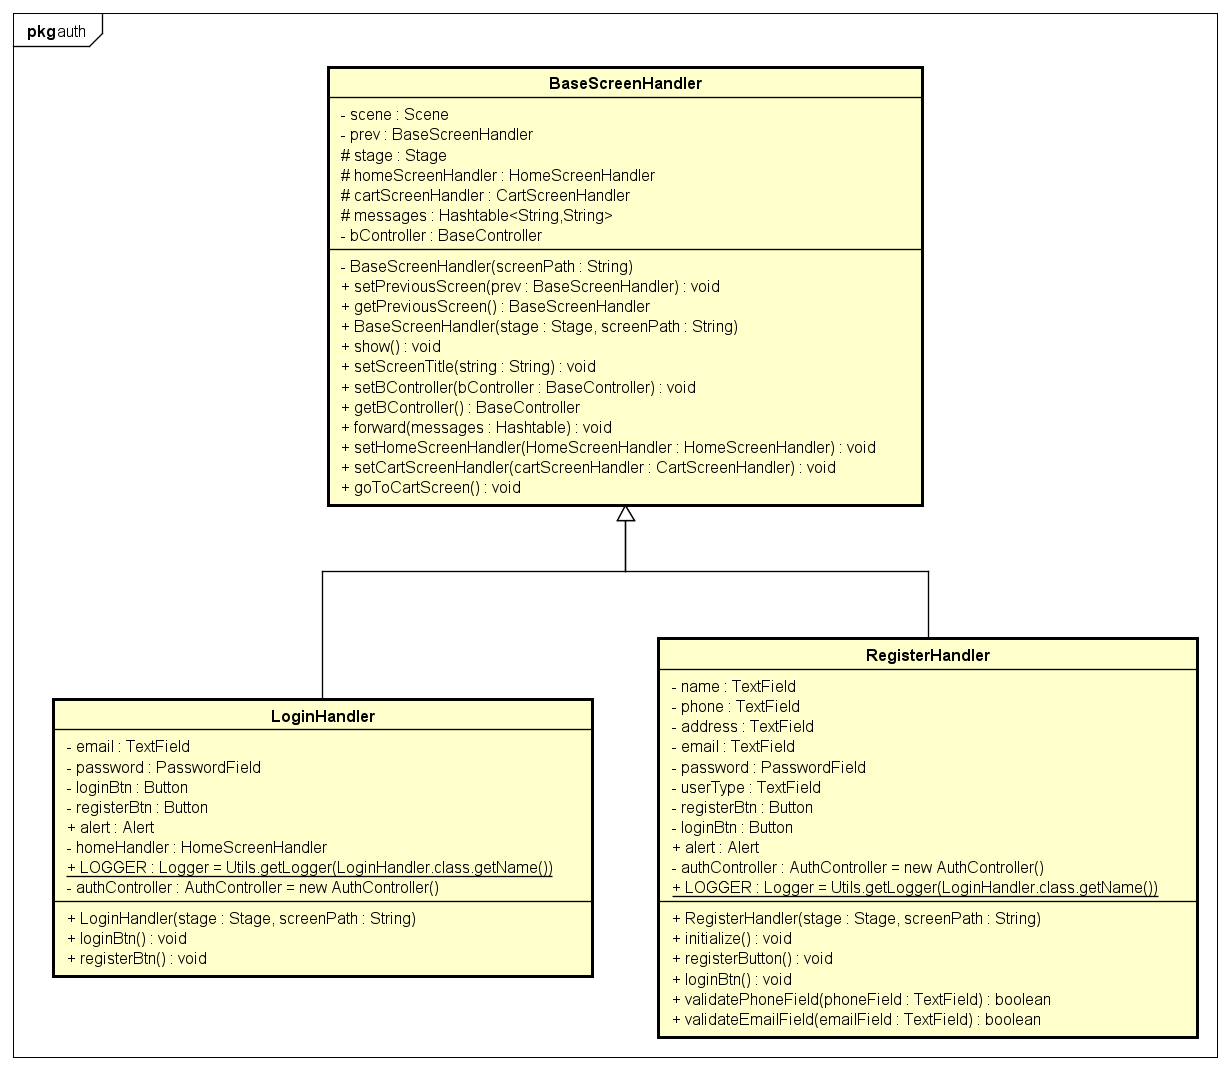 pkg auth
BaseScreenHandler
- scene : Scene
- prev : BaseScreenHandler
# stage : Stage
# homeScreenHandler : HomeScreenHandler
# cartScreenHandler : CartScreenHandler
# messages : Hashtable<String,String>
- bController : BaseController
- BaseScreenHandler(screenPath : String)
+ setPreviousScreen(prev : BaseScreenHandler) : void
+ getPreviousScreen() : BaseScreenHandler
+ BaseScreenHandler(stage : Stage, screenPath : String)
+ show() : void
+ setScreenTitle(string : String) : void
+ setBController(bController : BaseController) : void
+ getBController() : BaseController
+ forward(messages : Hashtable) : void
+ setHomeScreenHandler(HomeScreenHandler : HomeScreenHandler) : void
+ setCartScreenHandler(cartScreenHandler : CartScreenHandler) : void
+ goToCartScreen() : void
LoginHandler
- email : TextField
- password : PasswordField
- loginBtn : Button
- registerBtn : Button
+ alert : Alert
- homeHandler : HomeScreenHandler
+ LOGGER : Logger = Utils.getLogger(LoginHandler.class.getName())
- authController : AuthController = new AuthController()
+ LoginHandler(stage : Stage, screenPath : String)
+ loginBtn() : void
+ registerBtn() : void
RegisterHandler
- name : TextField
- phone : TextField
- address : TextField
- email : TextField
- password : PasswordField
- userType : TextField
- registerBtn : Button
- loginBtn : Button
+ alert : Alert
- authController : AuthController = new AuthController()
+ LOGGER : Logger = Utils.getLogger(LoginHandler.class.getName())
+ RegisterHandler(stage : Stage, screenPath : String)
+ initialize() : void
+ registerButton() : void
+ loginBtn() : void
+ validatePhoneField(phoneField : TextField) : boolean
+ validateEmailField(emailField : TextField) : boolean